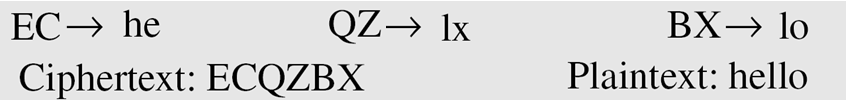 EC→ he QZ→ lx BX→ lo
Ciphertext: ECQZBX Plaintext: hello